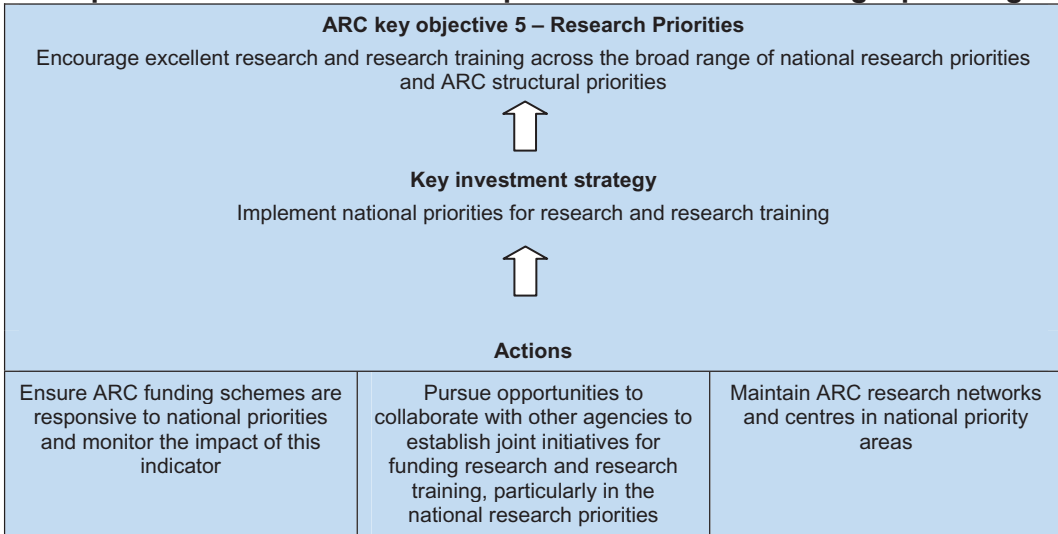 ARC key objective 5 – Research Priorities
Encourage excellent research and research training across the broad range of national research priorities
and ARC structural priorities
Key investment strategy
Implement national priorities for research and research training
Actions
Ensure ARC funding schemes are
responsive to national priorities
and monitor the impact of this
indicator
Pursue opportunities to
collaborate with other agencies to
establish joint initiatives for
funding research and research
training, particularly in the
national research priorities
Maintain ARC research networks
and centres in national priority
areas